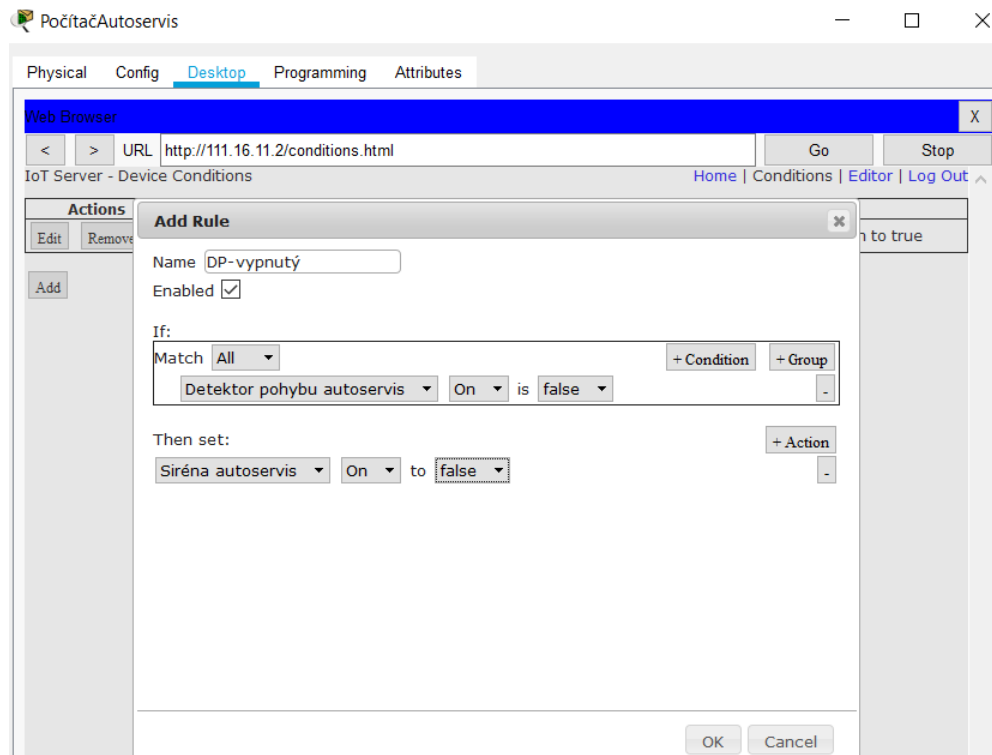 PočítačAutoservis
Physical Config Desktop Programming Attributes
Web Browser X
< > URL http://111.16.11.2/conditions.html Go Stop
IoT Server - Device Conditions Home | Conditions | Editor | Log Out
Actions
Add Rule
Edit Remove to true
Name DP-vypnutý
Add
Enabled
If:
Match All + Condition + Group
Detektor pohybu autoservis On is false -
Then set: + Action
Siréna autoservis On to false -
OK Cancel